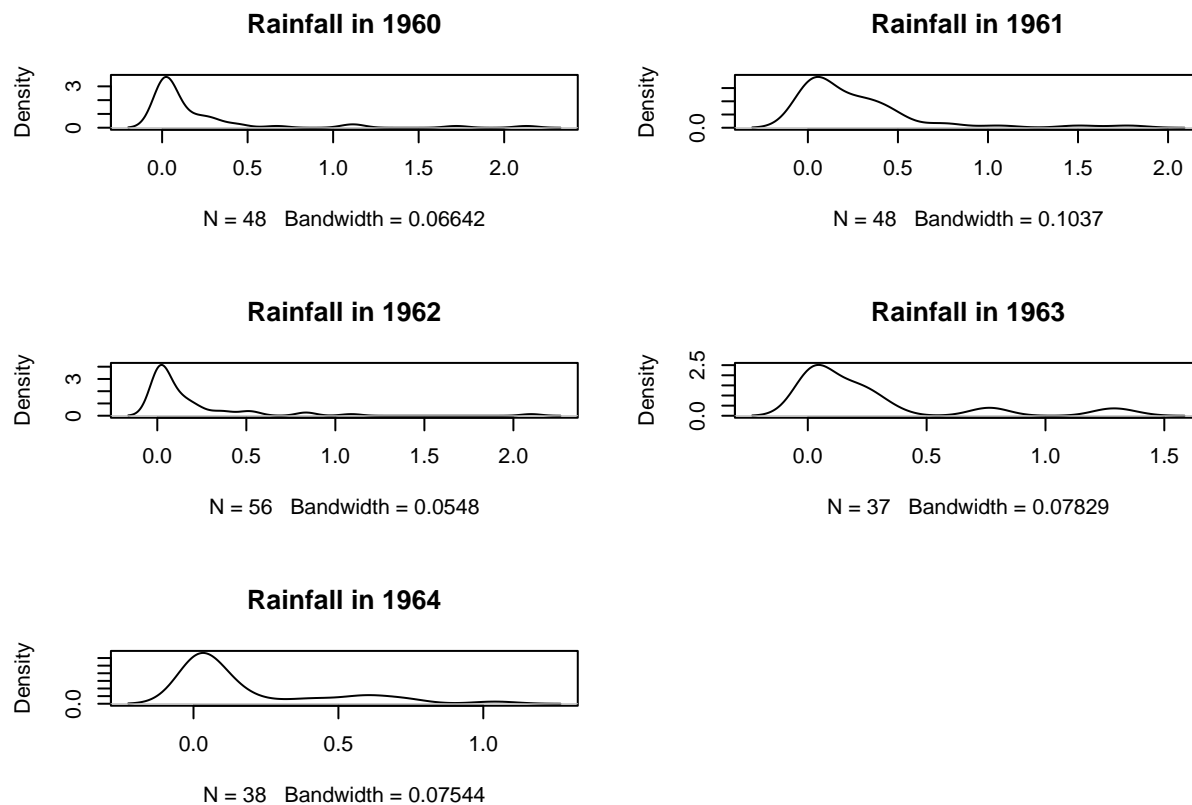 Rainfall in 1960
Density
3
0
0.0 0.5 1.0 1.5 2.0
N = 48 Bandwidth = 0.06642
Rainfall in 1961
Density
0.0
0.0 0.5 1.0 1.5 2.0
N = 48 Bandwidth = 0.1037
Rainfall in 1962
Density
3
0
0.0 0.5 1.0 1.5 2.0
N = 56 Bandwidth = 0.0548
Rainfall in 1963
Density
2.5
0.0
0.0 0.5 1.0 1.5
N = 37 Bandwidth = 0.07829
Rainfall in 1964
Density
0.0
0.0 0.5 1.0
N = 38 Bandwidth = 0.07544